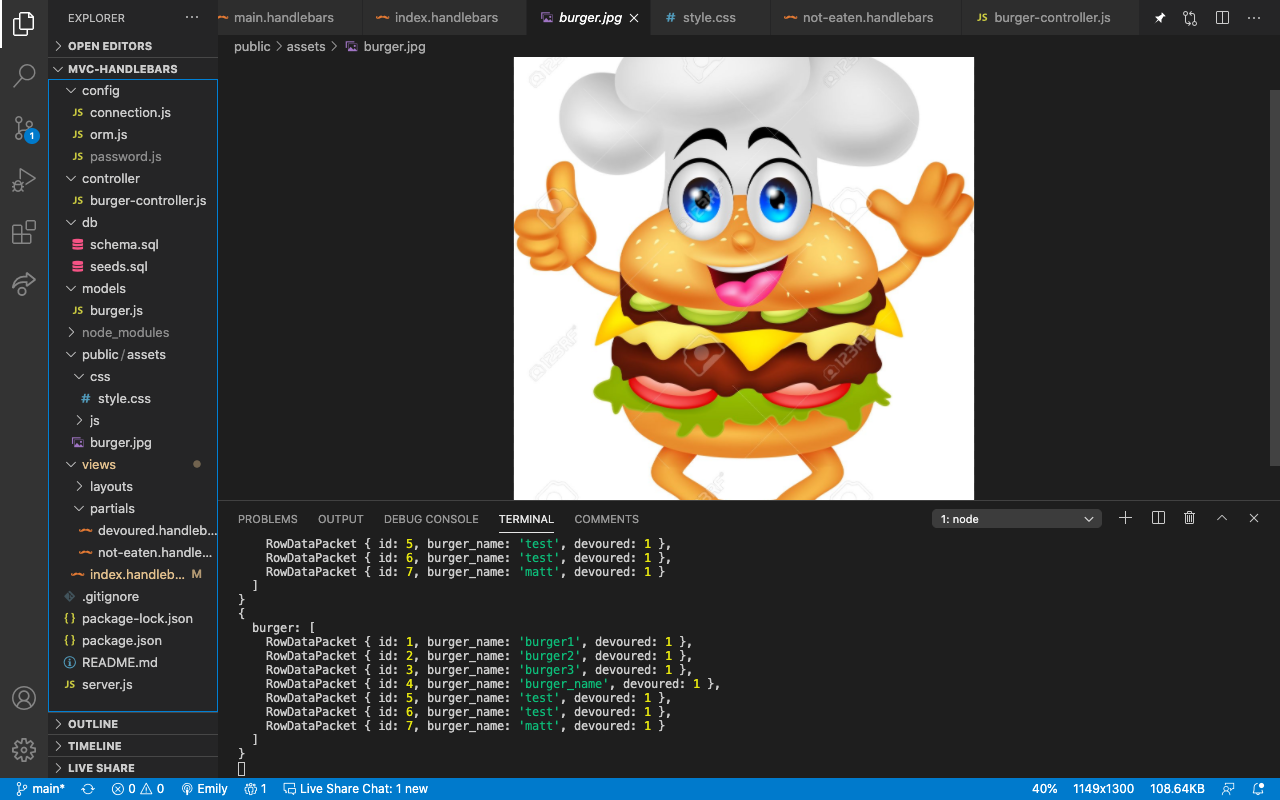 EXPLORER
main.handlebars
index.handlebars
burger.jpg
# style.css
not-eaten.handlebars
JS burger-controller.js
public > assets > burger.jpg
OPEN EDITORS
MVC-HANDLEBARS
config
JS connection.js
JS orm.js
JS password.js
controller
JS burger-controller.js
db
schema.sql
seeds.sql
models
JS burger.js
node_modules
public / assets
css
# style.css
js
burger.jpg
views
layouts
partials
devoured.handleb...
not-eaten.handle...
index.handleb... M
.gitignore
{} package-lock.json
{} package.json
README.md
JS server.js
OUTLINE
TIMELINE
LIVE SHARE
1
123RF
123RF
PROBLEMS OUTPUT DEBUG CONSOLE TERMINAL COMMENTS
1: node
RowDataPacket { id: 5, burger_name: 'test', devoured: 1 },
RowDataPacket { id: 6, burger_name: 'test', devoured: 1 },
RowDataPacket { id: 7, burger_name: 'matt', devoured: 1 }
]
}
{
burger: [
RowDataPacket { id: 1, burger_name: 'burger1', devoured: 1 },
RowDataPacket { id: 2, burger_name: 'burger2', devoured: 1 },
RowDataPacket { id: 3, burger_name: 'burger3', devoured: 1 },
RowDataPacket { id: 4, burger_name: 'burger_name', devoured: 1 },
RowDataPacket { id: 5, burger_name: 'test', devoured: 1 },
RowDataPacket { id: 6, burger_name: 'test', devoured: 1 },
RowDataPacket { id: 7, burger_name: 'matt', devoured: 1 }
]
}
main* 0 0 Emily 1 Live Share Chat: 1 new 40% 1149x1300 108.64KB